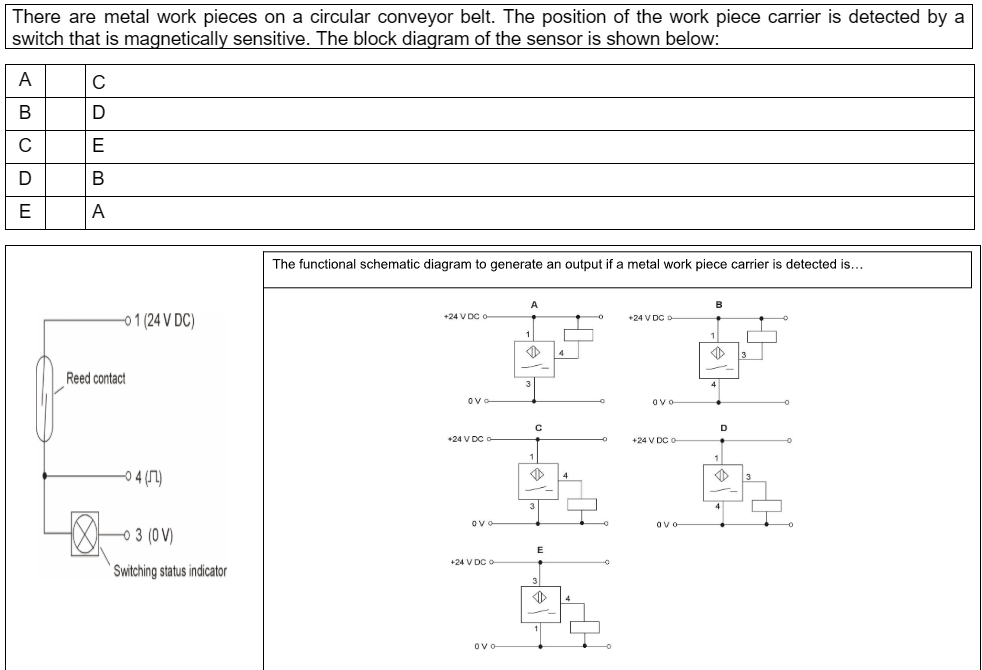 There are metal work pieces on a circular conveyor belt. The position of the work piece carrier is detected by a
switch that is magnetically sensitive. The block diagram of the sensor is shown below:
A C
B D
C E
D B
E A
The functional schematic diagram to generate an output if a metal work piece carrier is detected is…
1 (24 V DC)
Reed contact
4 (⎍)
3 (0 V)
Switching status indicator
A
+24 V DC
1
4
3
0 V
B
+24 V DC
1
3
4
0 V
C
+24 V DC
1
4
3
0 V
D
+24 V DC
1
3
4
0 V
E
+24 V DC
3
4
1
0 V